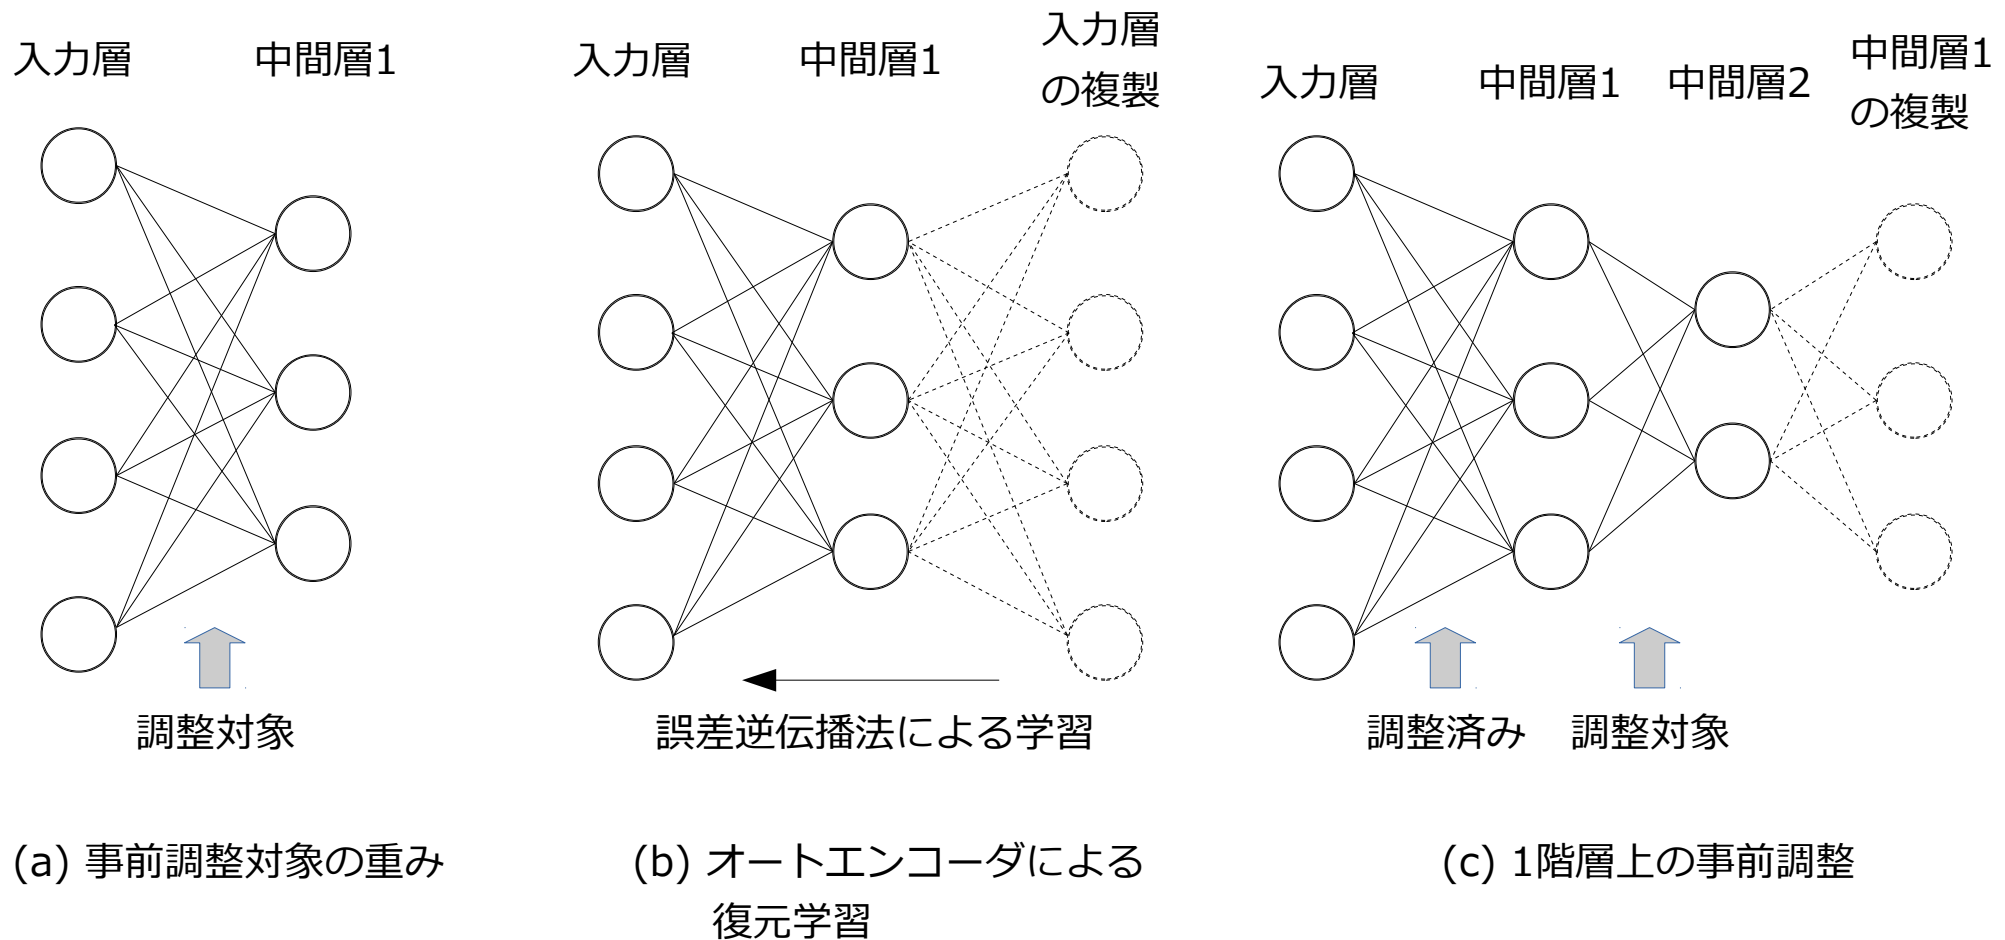 入力層
中間層1
調整対象
(a) 事前調整対象の重み
入力層
中間層1
入力層
の複製
誤差逆伝播法による学習
(b) オートエンコーダによる
復元学習
入力層
中間層1
中間層2
中間層1
の複製
調整済み
調整対象
(c) 1階層上の事前調整